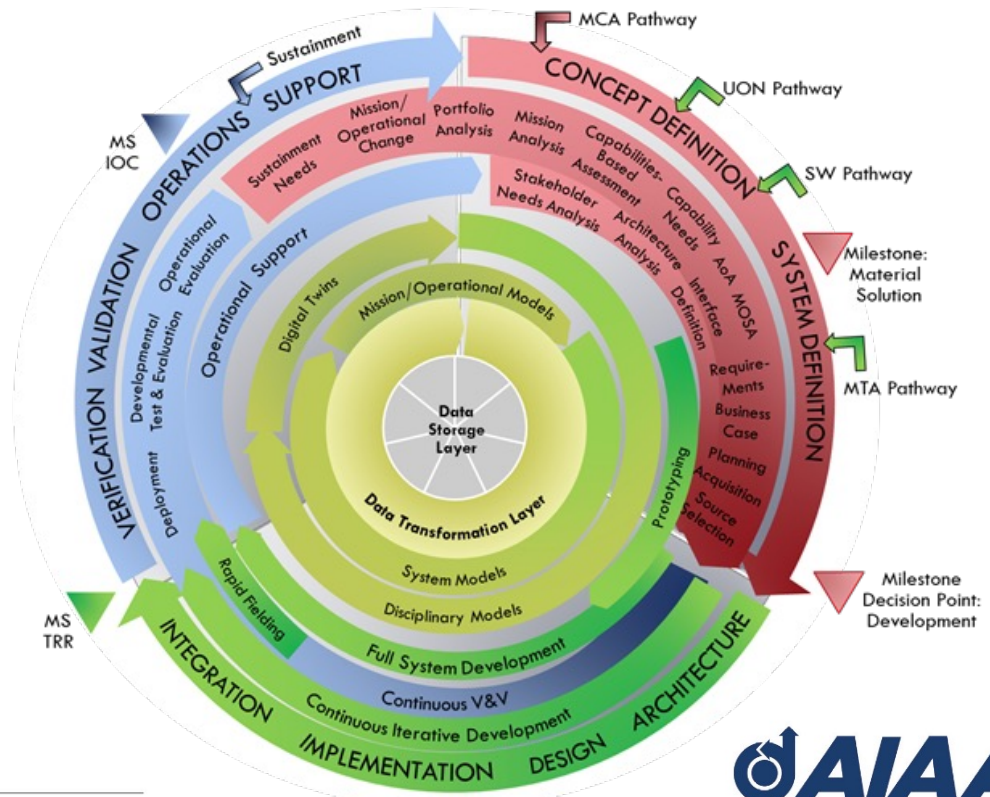 MCA Pathway
UON Pathway
SW Pathway
Milestone:
Material
Solution
MTA Pathway
Milestone
Decision Point:
Development
MS
TRR
MS
IOC
Sustainment
CONCEPT DEFINITION
SYSTEM DEFINITION
ARCHITECTURE
DESIGN
IMPLEMENTATION
INTEGRATION
VERIFICATION VALIDATION
OPERATIONS SUPPORT
Sustainment
Needs
Mission/
Operational
Change
Portfolio
Analysis
Mission
Analysis
Capabilities-
Based
Assessment
Capability
Needs
AoA MOSA
Stakeholder
Needs Analysis
Architecture
Analysis
Interface
Definition
Require-
Ments
Business
Case
Planning
Acquisition
Source
Selection
Deployment
Developmental
Test & Evaluation
Operational
Evaluation
Operational Support
Digital Twins
Mission/Operational Models
Data
Storage
Layer
Data Transformation Layer
System Models
Disciplinary Models
Prototyping
Rapid Fielding
Full System Development
Continuous V&V
Continuous Iterative Development
AIAA